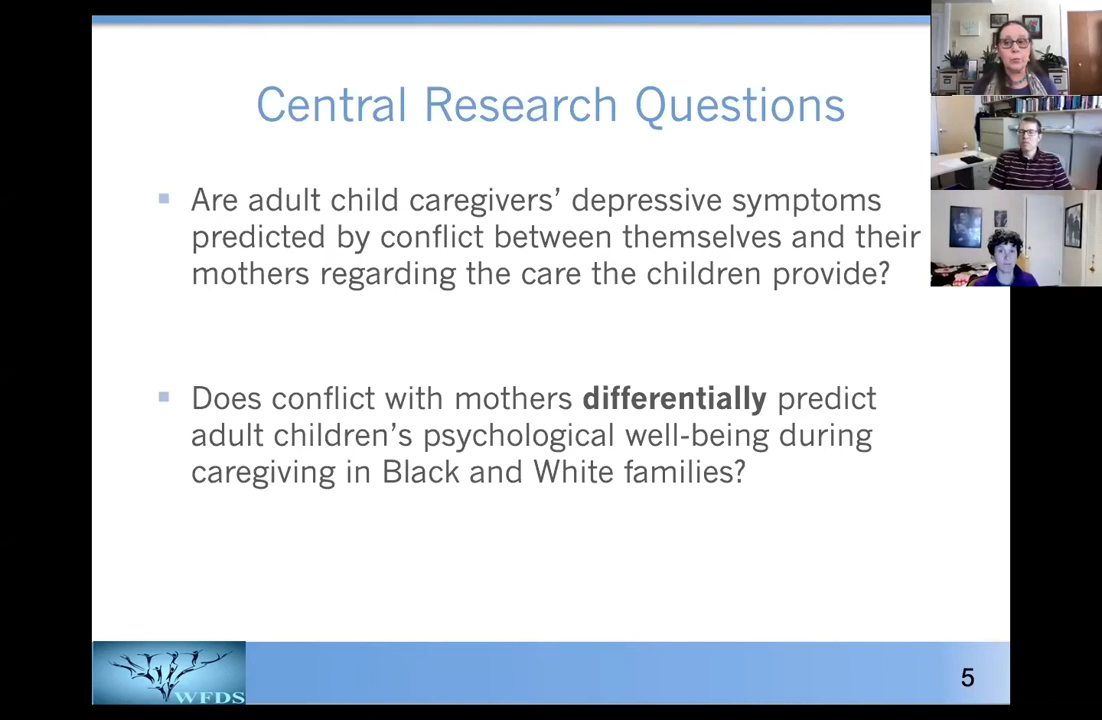 Central Research Questions
Are adult child caregivers’ depressive symptoms
predicted by conflict between themselves and their
mothers regarding the care the children provide?
Does conflict with mothers differentially predict
adult children’s psychological well-being during
caregiving in Black and White families?
WFDS
5